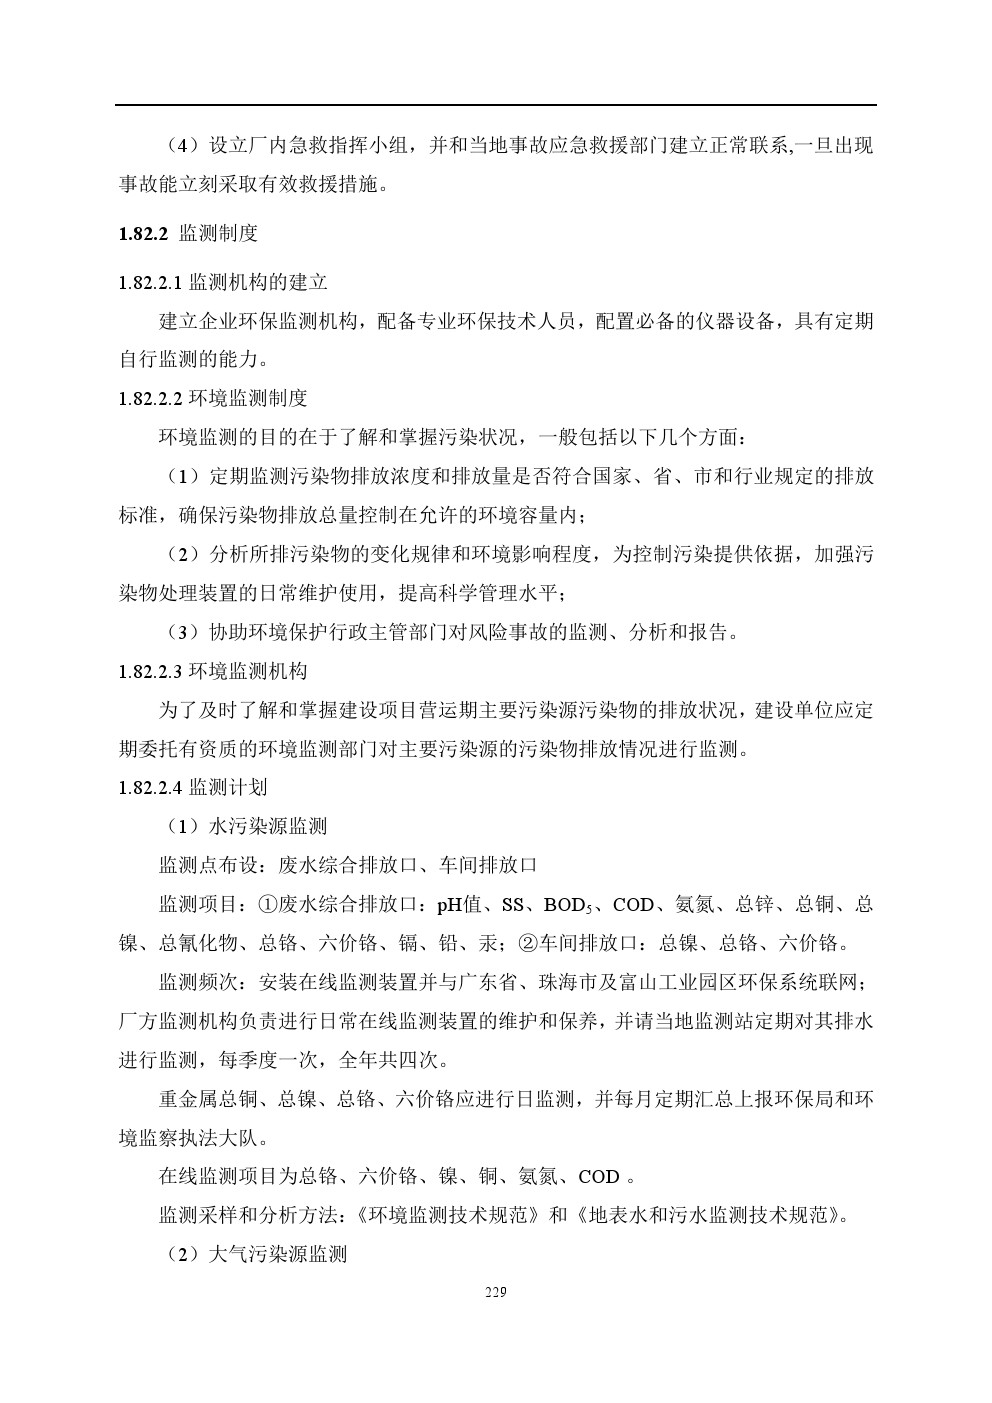 （4）设立厂内急救指挥小组，并和当地事故应急救援部门建立正常联系,一旦出现
事故能立刻采取有效救援措施。
1.82.2 监测制度
1.82.2.1 监测机构的建立
建立企业环保监测机构，配备专业环保技术人员，配置必备的仪器设备，具有定期
自行监测的能力。
1.82.2.2 环境监测制度
环境监测的目的在于了解和掌握污染状况，一般包括以下几个方面：
（1）定期监测污染物排放浓度和排放量是否符合国家、省、市和行业规定的排放
标准，确保污染物排放总量控制在允许的环境容量内；
（2）分析所排污染物的变化规律和环境影响程度，为控制污染提供依据，加强污
染物处理装置的日常维护使用，提高科学管理水平；
（3）协助环境保护行政主管部门对风险事故的监测、分析和报告。
1.82.2.3 环境监测机构
为了及时了解和掌握建设项目营运期主要污染源污染物的排放状况，建设单位应定
期委托有资质的环境监测部门对主要污染源的污染物排放情况进行监测。
1.82.2.4 监测计划
（1）水污染源监测
监测点布设：废水综合排放口、车间排放口
监测项目：①废水综合排放口：pH值、SS、BOD₅、COD、氨氮、总锌、总铜、总
镍、总氰化物、总铬、六价铬、镉、铅、汞；②车间排放口：总镍、总铬、六价铬。
监测频次：安装在线监测装置并与广东省、珠海市及富山工业园区环保系统联网；
厂方监测机构负责进行日常在线监测装置的维护和保养，并请当地监测站定期对其排水
进行监测，每季度一次，全年共四次。
重金属总铜、总镍、总铬、六价铬应进行日监测，并每月定期汇总上报环保局和环
境监察执法大队。
在线监测项目为总铬、六价铬、镍、铜、氨氮、COD 。
监测采样和分析方法：《环境监测技术规范》和《地表水和污水监测技术规范》。
（2）大气污染源监测
229